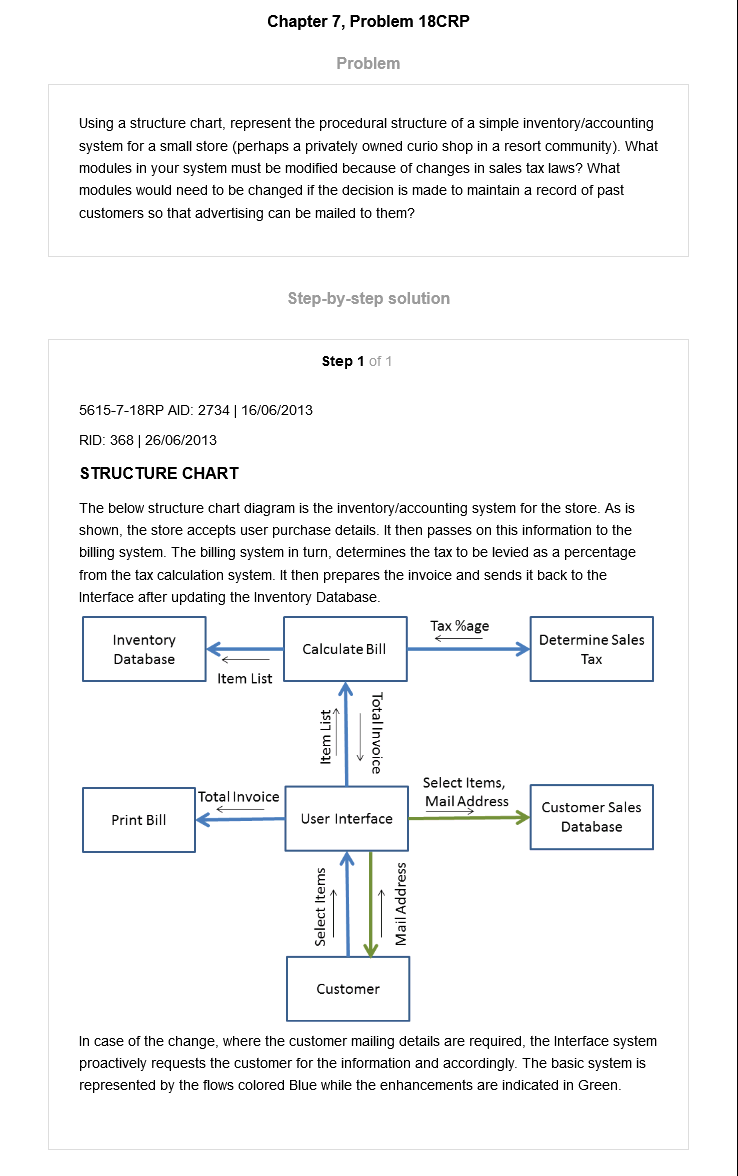 Chapter 7, Problem 18CRP
Problem
Using a structure chart, represent the procedural structure of a simple inventory/accounting
system for a small store (perhaps a privately owned curio shop in a resort community). What
modules in your system must be modified because of changes in sales tax laws? What
modules would need to be changed if the decision is made to maintain a record of past
customers so that advertising can be mailed to them?
Step-by-step solution
Step 1 of 1
5615-7-18RP AID: 2734 | 16/06/2013
RID: 368 | 26/06/2013
STRUCTURE CHART
The below structure chart diagram is the inventory/accounting system for the store. As is
shown, the store accepts user purchase details. It then passes on this information to the
billing system. The billing system in turn, determines the tax to be levied as a percentage
from the tax calculation system. It then prepares the invoice and sends it back to the
Interface after updating the Inventory Database.
Inventory
Database
Item List
Calculate Bill
Tax %age
Determine Sales
Tax
Item List
Total Invoice
Print Bill
Total Invoice
User Interface
Select Items,
Mail Address
Customer Sales
Database
Select Items
Mail Address
Customer
In case of the change, where the customer mailing details are required, the Interface system
proactively requests the customer for the information and accordingly. The basic system is
represented by the flows colored Blue while the enhancements are indicated in Green.